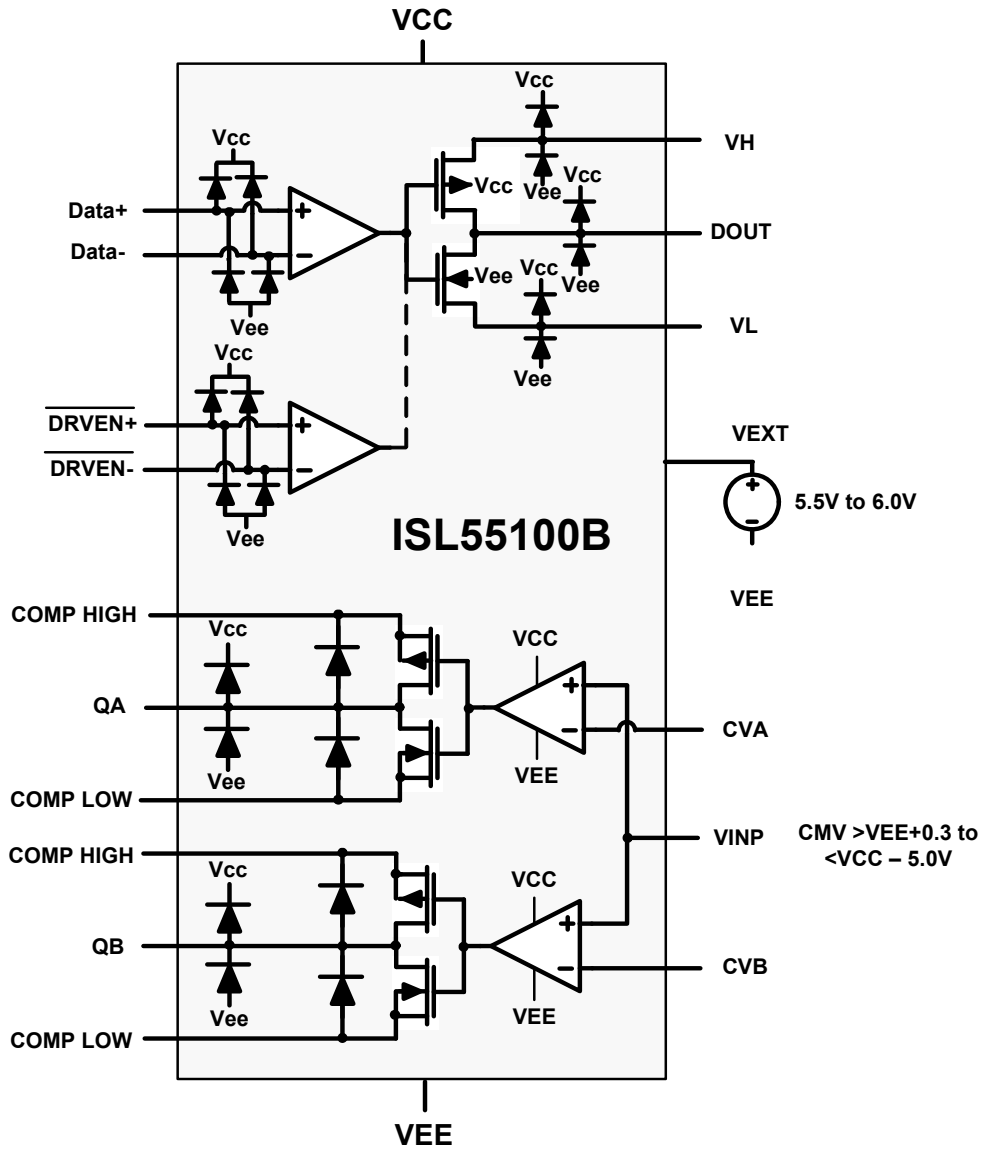 VCC
Vcc
VH
Vcc
Vcc
Vee
Vcc
Data+
DOUT
Data-
Vee
Vcc
Vee
Vee
VL
Vcc
Vee
DRVEN+
VEXT
DRVEN-
5.5V to 6.0V
Vee
ISL55100B
VEE
COMP HIGH
Vcc
VCC
QA
CVA
Vee
VEE
COMP LOW
VINP
CMV >VEE+0.3 to
<VCC – 5.0V
COMP HIGH
Vcc
VCC
QB
CVB
Vee
VEE
COMP LOW
VEE